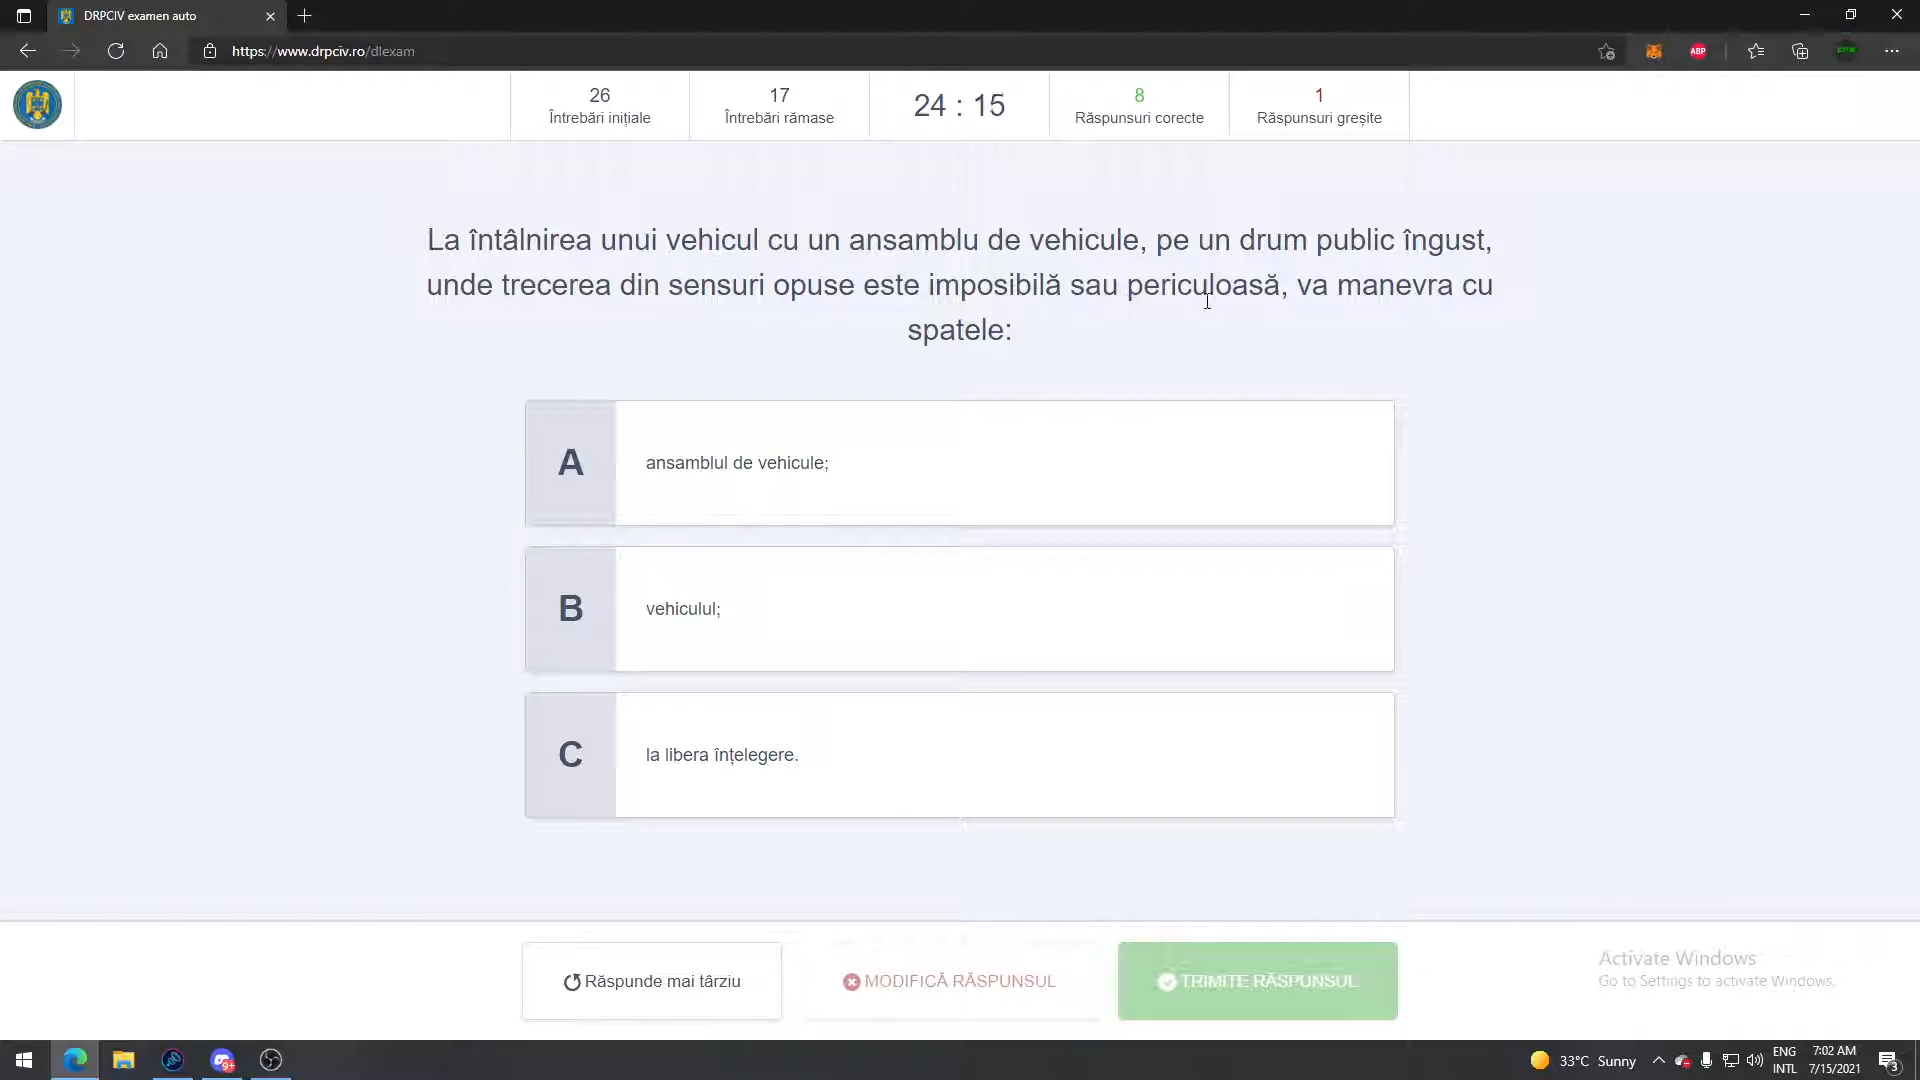 DRPCIV examen auto
https://www.drpciv.ro/dlexam
ABP
26
Întrebări inițiale
17
Întrebări rămase
24 : 15
8
Răspunsuri corecte
1
Răspunsuri greșite
La întâlnirea unui vehicul cu un ansamblu de vehicule, pe un drum public îngust,
unde trecerea din sensuri opuse este imposibilă sau periculoasă, va manevra cu
spatele:
A
ansamblul de vehicule;
B
vehiculul;
C
la libera înțelegere.
Răspunde mai târziu
MODIFICĂ RĂSPUNSUL
TRIMITE RĂSPUNSUL
Activate Windows
Go to Settings to activate Windows.
9+
33°C Sunny
ENG
INTL
7:02 AM
7/15/2021
3